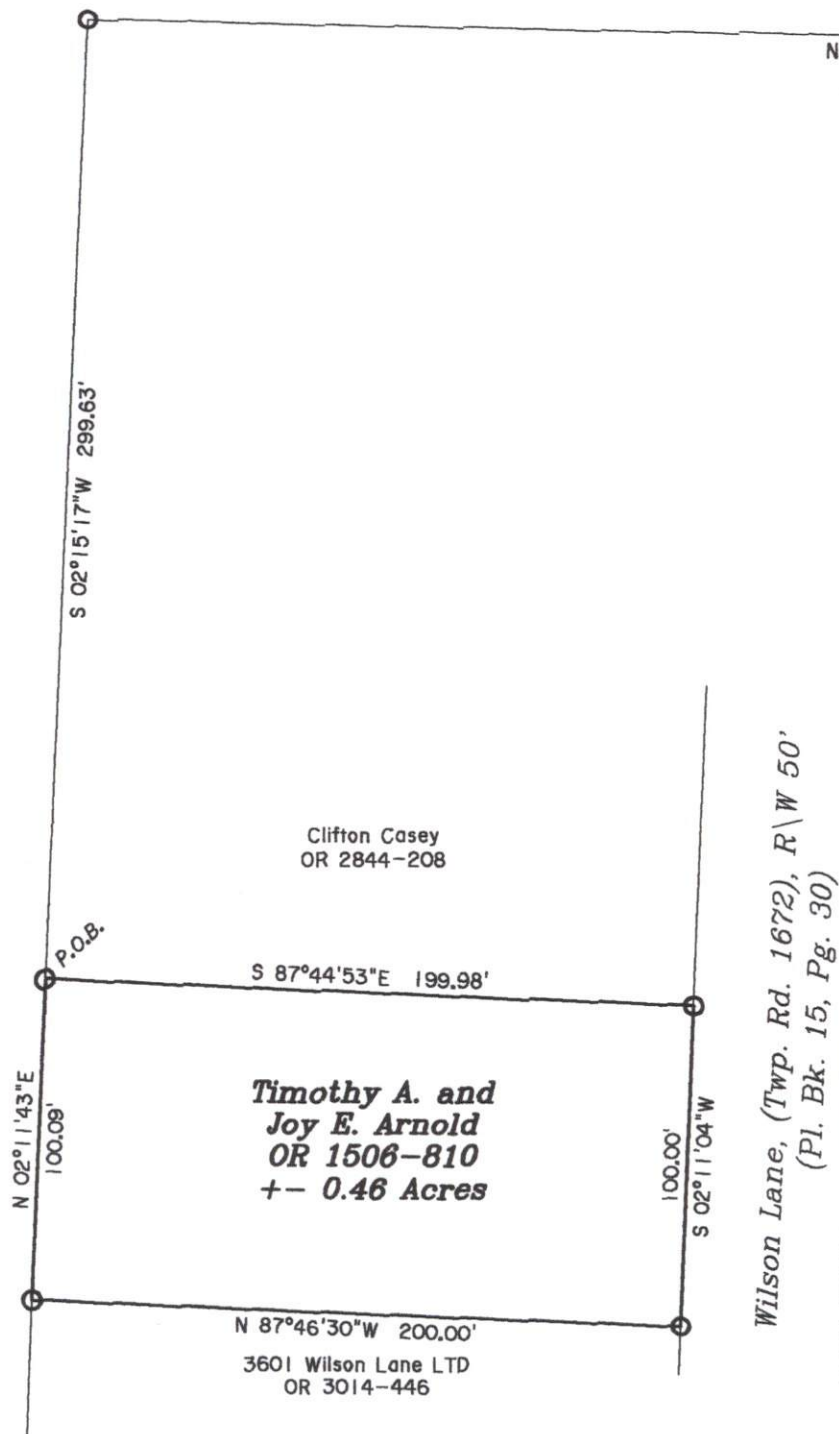 N
S 02°15'17"W 299.63'
Clifton Casey
OR 2844-208
P.O.B.
S 87°44'53"E 199.98'
N 02°11'43"E
100.09'
Timothy A. and
Joy E. Arnold
OR 1506-810
+- 0.46 Acres
100.00'
S 02°11'04"W
Wilson Lane, (Twp. Rd. 1672), R\W 50'
(Pl. Bk. 15, Pg. 30)
N 87°46'30"W 200.00'
3601 Wilson Lane LTD
OR 3014-446